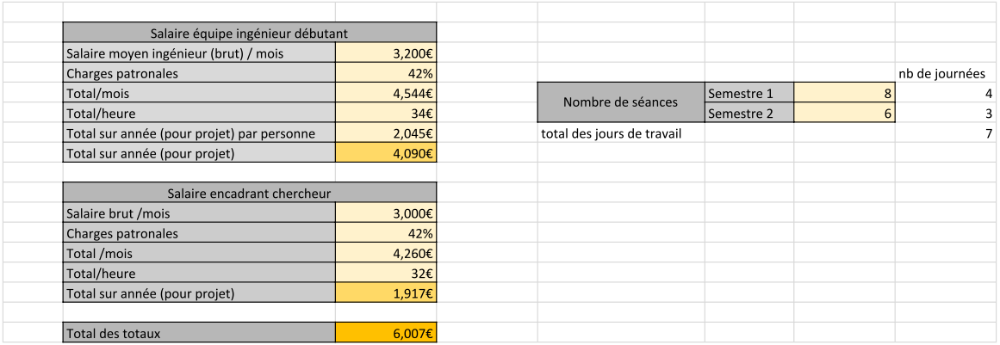 Salaire équipe ingénieur débutant
Salaire moyen ingénieur (brut) / mois 3,200€
Charges patronales 42%
Total/mois 4,544€
Total/heure 34€
Total sur année (pour projet) par personne 2,045€
Total sur année (pour projet) 4,090€
Salaire encadrant chercheur
Salaire brut /mois 3,000€
Charges patronales 42%
Total /mois 4,260€
Total/heure 32€
Total sur année (pour projet) 1,917€
Total des totaux 6,007€
nb de journées
Nombre de séances
Semestre 1 8 4
Semestre 2 6 3
total des jours de travail 7